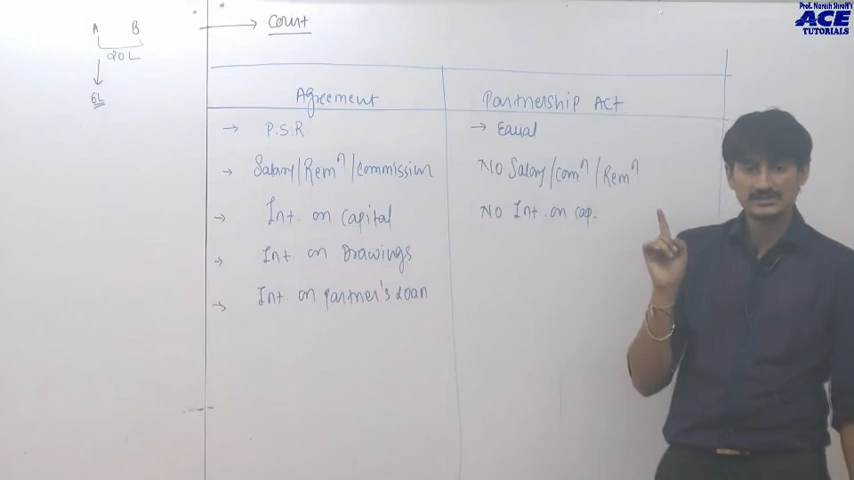 Prof. Naresh Shroff's
ACE
TUTORIALS
A B → Court
20L
6L
Agreement Partnership Act
→ P.S.R. → Equal
→ Salary/Remⁿ/Commission NO Salary/Comⁿ/Remⁿ
→ Int. on Capital NO Int. on cap.
→ Int. on Drawings
→ Int. on Partner's Loan